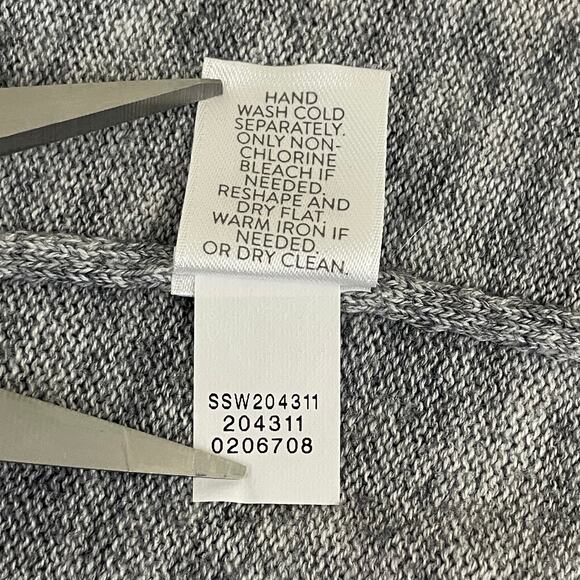 HAND
WASH COLD
SEPARATELY.
ONLY NON-
CHLORINE
BLEACH IF
NEEDED.
RESHAPE AND
DRY FLAT.
WARM IRON IF
NEEDED.
OR DRY CLEAN.
SSW204311
204311
0206708